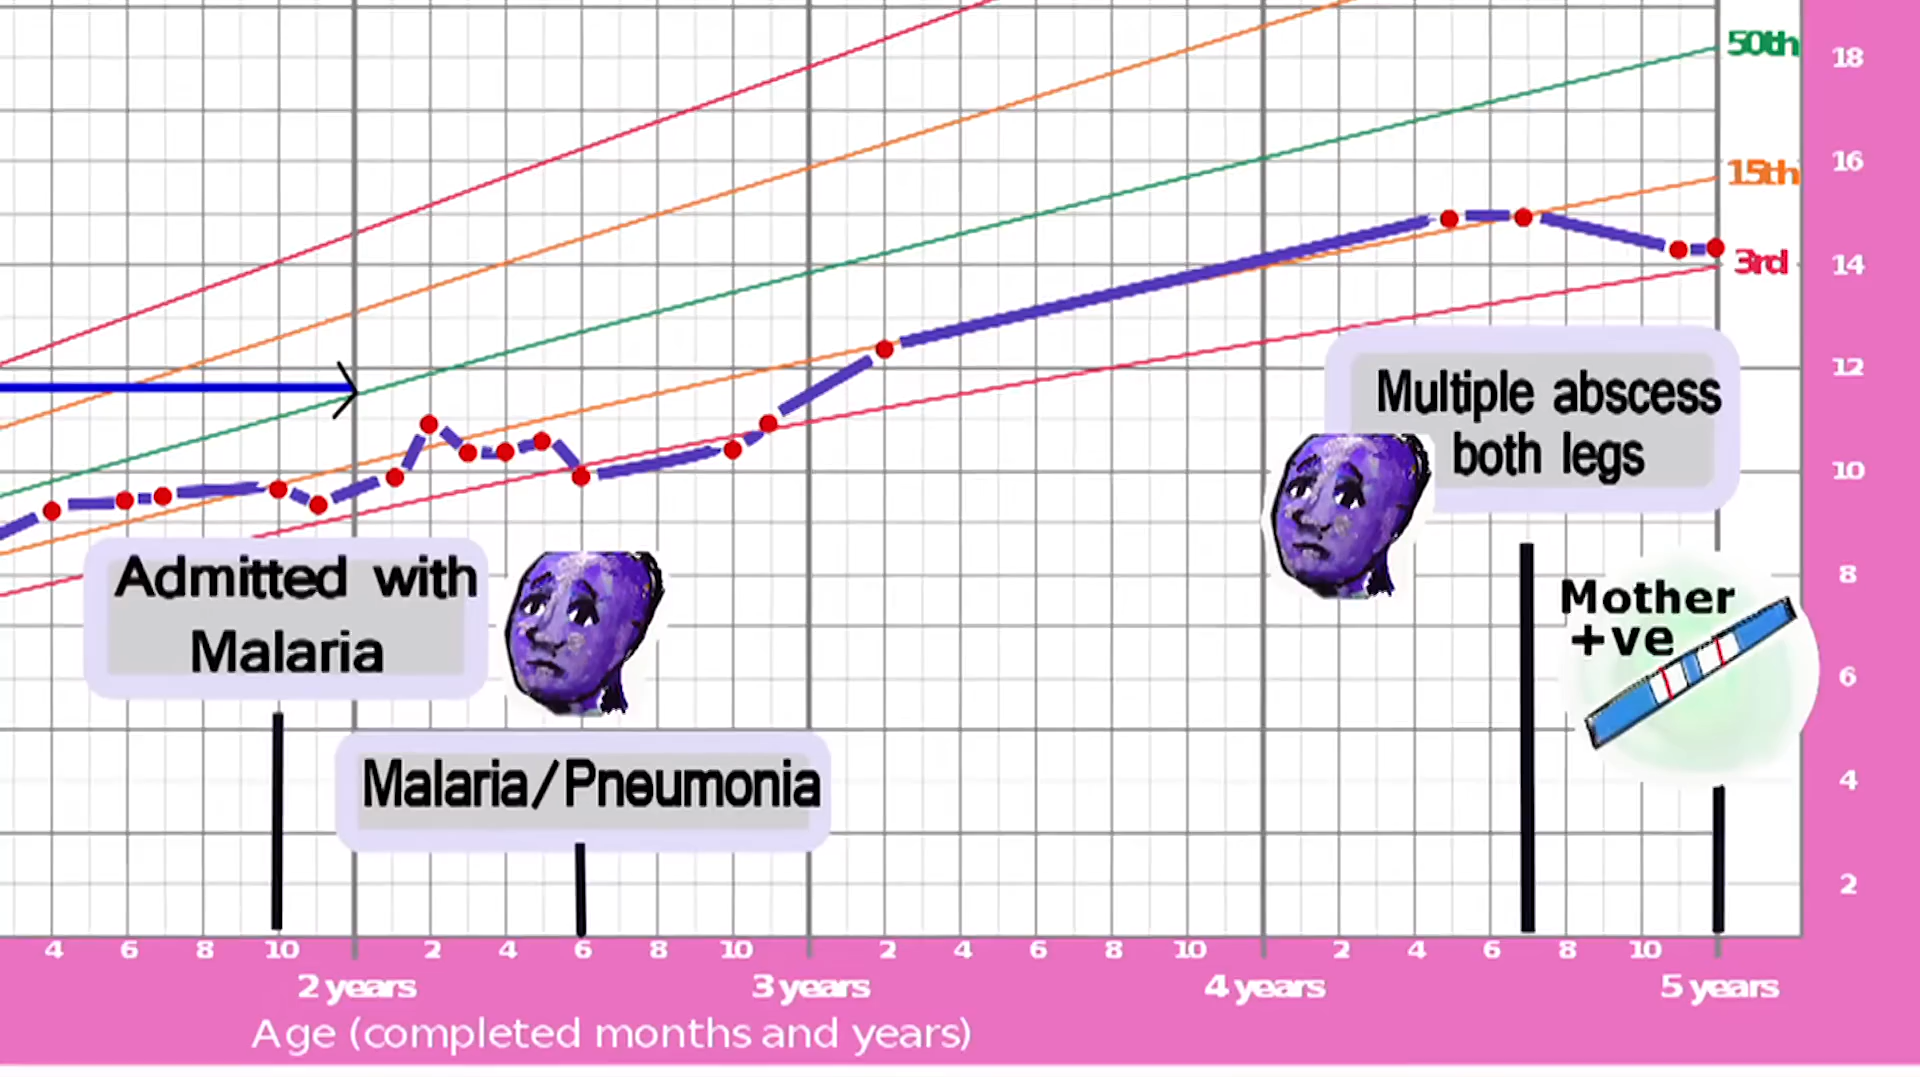 50th
18
16
15th
14
3rd
12
Multiple abscess
both legs
10
Admitted with
Malaria
8
Mother
+ve
6
Malaria/Pneumonia
4
2
4 6 8 10 2 4 6 8 10 2 4 6 8 10 2 4 6 8 10
2 years 3 years 4 years 5 years
Age (completed months and years)